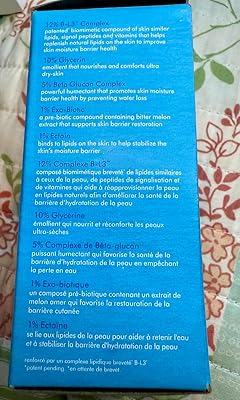 12% B-L3™ Complex
patented* biomimetic compound of skin similar
lipids, signal peptides and vitamins that helps
replenish natural lipids on the skin to improve
skin moisture barrier health
10% Glycerin
emollient that nourishes and comforts ultra
dry-skin
5% Beta Glucan Complex
powerful humectant that promotes skin moisture
barrier health by preventing water loss
1% Exo-Biotic
a pre-biotic compound containing bitter melon
extract that supports skin barrier restoration
1% Ectoin
binds to lipids on the skin to help stabilize the
skin's moisture barrier
12% Complexe B-L3™
composé biomimétique breveté* de lipides similaires
à ceux de la peau, de peptides de signalisation et
de vitamines qui aide à réapprovisionner la peau
en lipides naturels afin d'améliorer la santé de la
barrière d'hydratation de la peau
10% Glycérine
émollient qui nourrit et réconforte les peaux
ultra-sèches
5% Complexe de Bêta-glucan
puissant humectant qui favorise la santé de la
barrière d'hydratation de la peau en empêchant
la perte en eau
1% Exo-biotique
un composé pré-biotique contenant un extrait de
melon amer qui favorise la restauration de la
barrière cutanée
1% Ectoïne
se lie aux lipides de la peau pour aider à retenir l'eau
et à stabiliser la barrière d'hydratation de la peau
renforcé par un complexe lipidique breveté* B-L3™
*patent pending *en attente de brevet.